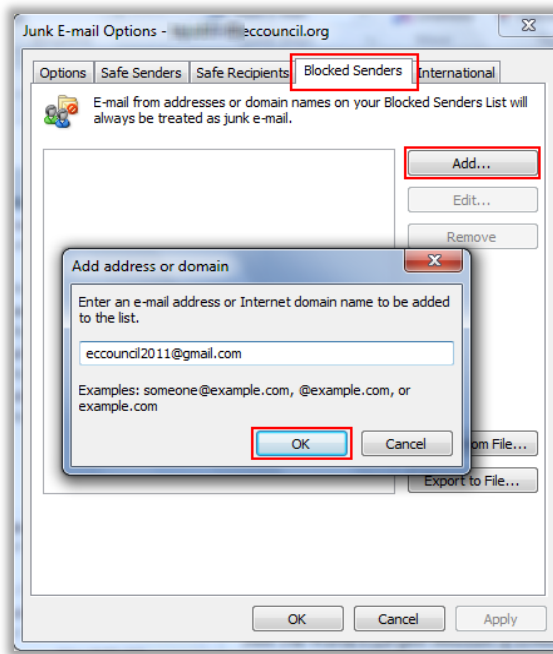 Junk E-mail Options - eccouncil.org
Options Safe Senders Safe Recipients Blocked Senders International
E-mail from addresses or domain names on your Blocked Senders List will
always be treated as junk e-mail.
Add...
Edit...
Remove
Add address or domain
Enter an e-mail address or Internet domain name to be added
to the list.
eccouncil2011@gmail.com
Examples: someone@example.com, @example.com, or
example.com
OK Cancel
om File...
Export to File...
OK Cancel Apply